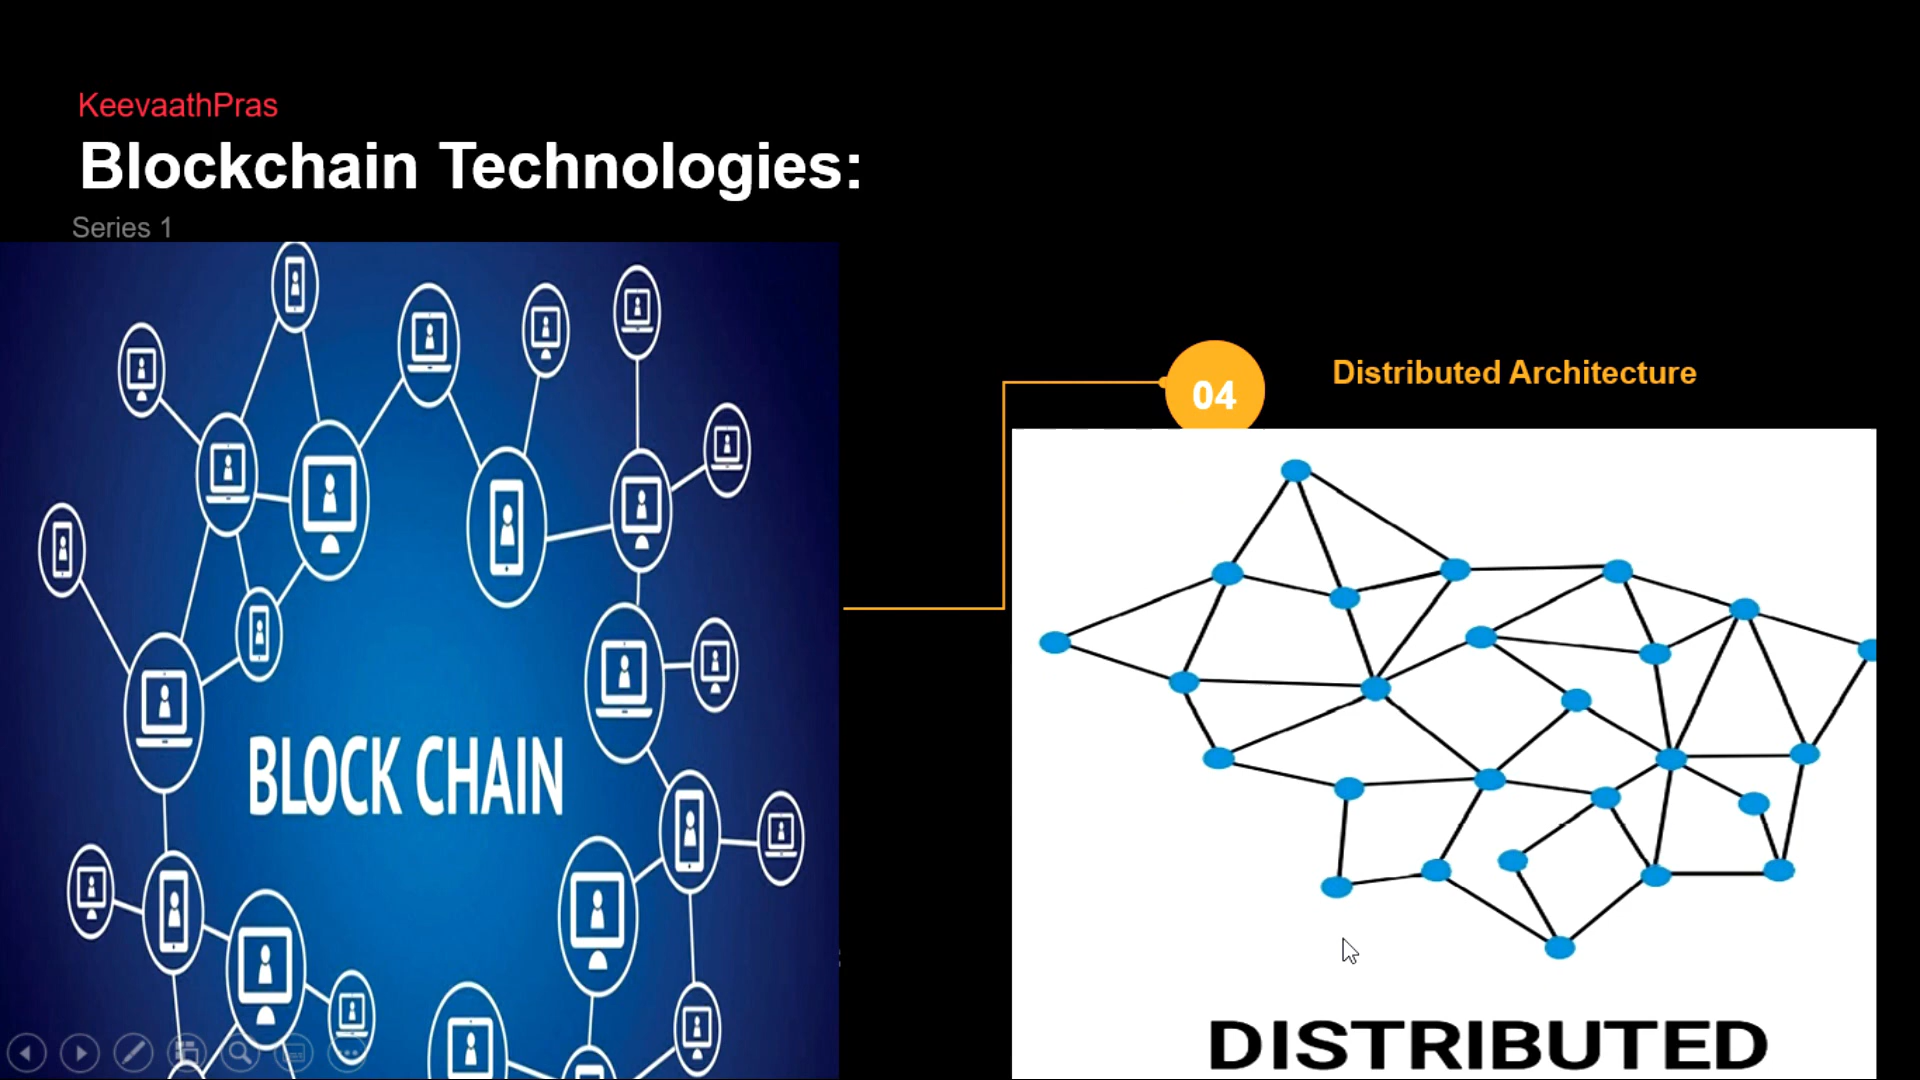 KeevaathPras
Blockchain Technologies:
Series 1
BLOCK CHAIN
04
Distributed Architecture
DISTRIBUTED